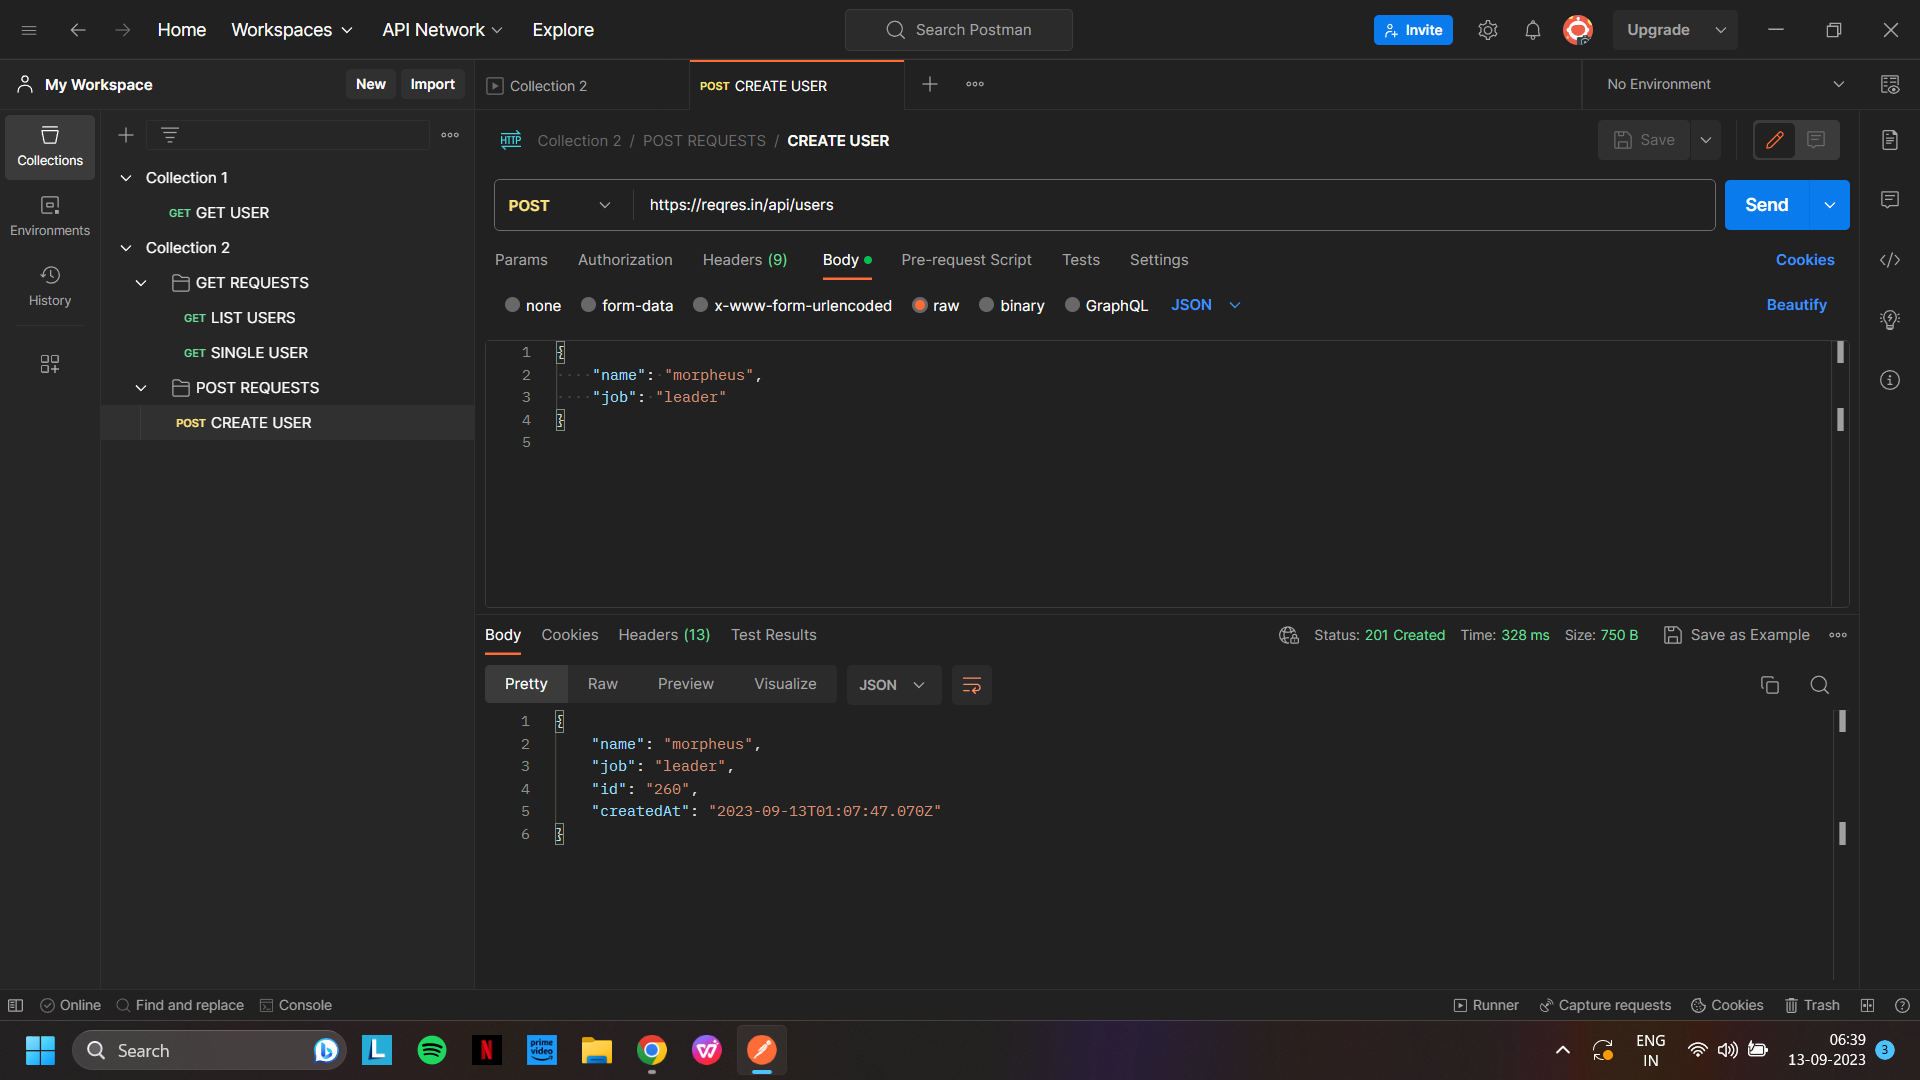 Home Workspaces API Network Explore Search Postman Invite Upgrade
My Workspace New Import Collection 2 POST CREATE USER No Environment
Collections
Environments
History
Collection 1
GET GET USER
Collection 2
GET REQUESTS
GET LIST USERS
GET SINGLE USER
POST REQUESTS
POST CREATE USER
HTTP Collection 2 / POST REQUESTS / CREATE USER Save
POST https://reqres.in/api/users Send
Params Authorization Headers (9) Body Pre-request Script Tests Settings Cookies
none form-data x-www-form-urlencoded raw binary GraphQL JSON Beautify
1 {
2 "name": "morpheus",
3 "job": "leader"
4 }
5
Body Cookies Headers (13) Test Results Status: 201 Created Time: 328 ms Size: 750 B Save as Example
Pretty Raw Preview Visualize JSON
1 {
2 "name": "morpheus",
3 "job": "leader",
4 "id": "260",
5 "createdAt": "2023-09-13T01:07:47.070Z"
6 }
Online Find and replace Console Runner Capture requests Cookies Trash
Search L N prime video W ENG 06:39
IN 13-09-2023 3